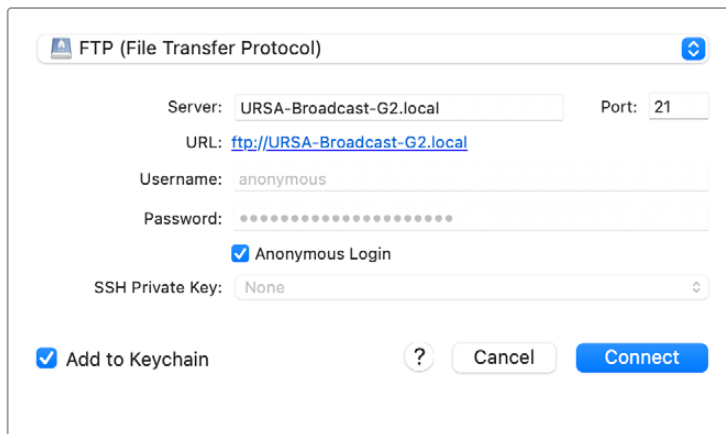 FTP (File Transfer Protocol)
Server: URSA-Broadcast-G2.local Port: 21
URL: ftp://URSA-Broadcast-G2.local
Username: anonymous
Password: ●●●●●●●●●●●●●●●●●●●●●
Anonymous Login
SSH Private Key: None
Add to Keychain ? Cancel Connect